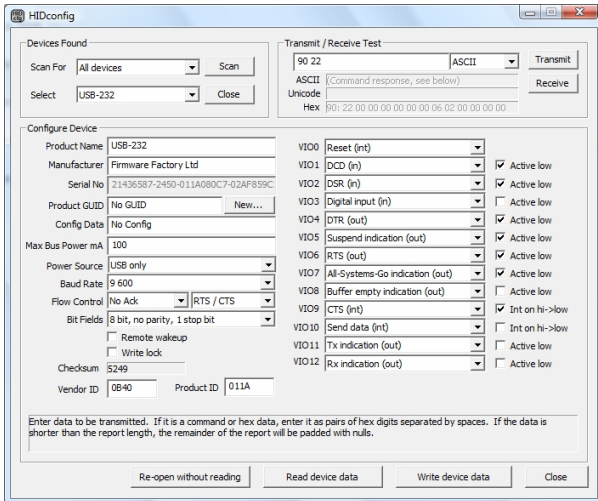 HIDconfig
Devices Found
Scan For All devices Scan
Select USB-232 Close
Transmit / Receive Test
90 22 ASCII Transmit
ASCII (Command response, see below) Receive
Unicode
Hex 90: 22 00 00 00 00 00 00 06 02 00 00 00 00
Configure Device
Product Name USB-232
Manufacturer Firmware Factory Ltd
Serial No 21436587-2450-011A080C7-02AF859C
Product GUID No GUID New...
Config Data No Config
Max Bus Power mA 100
Power Source USB only
Baud Rate 9 600
Flow Control No Ack RTS / CTS
Bit Fields 8 bit, no parity, 1 stop bit
Remote wakeup
Write lock
Checksum 5249
Vendor ID 0B40 Product ID 011A
VIO0 Reset (int)
VIO1 DCD (in) Active low
VIO2 DSR (in) Active low
VIO3 Digital input (in) Active low
VIO4 DTR (out) Active low
VIO5 Suspend indication (out) Active low
VIO6 RTS (out) Active low
VIO7 All-Systems-Go indication (out) Active low
VIO8 Buffer empty indication (out) Active low
VIO9 CTS (int) Int on hi->low
VIO10 Send data (int) Int on hi->low
VIO11 Tx indication (out) Active low
VIO12 Rx indication (out) Active low
Enter data to be transmitted. If it is a command or hex data, enter it as pairs of hex digits separated by spaces. If the data is
shorter than the report length, the remainder of the report will be padded with nulls.
Re-open without reading Read device data Write device data Close